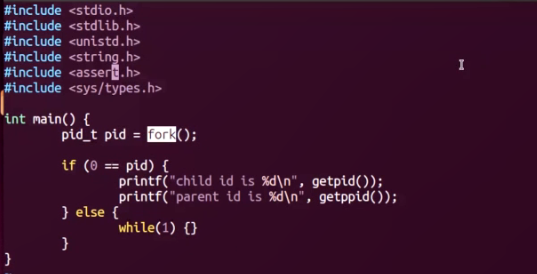 #include <stdio.h>
#include <stdlib.h>
#include <unistd.h>
#include <string.h>
#include <assert.h>
#include <sys/types.h>
int main() {
pid_t pid = fork();
if (0 == pid) {
printf("child id is %d\n", getpid());
printf("parent id is %d\n", getppid());
} else {
while(1) {}
}
}